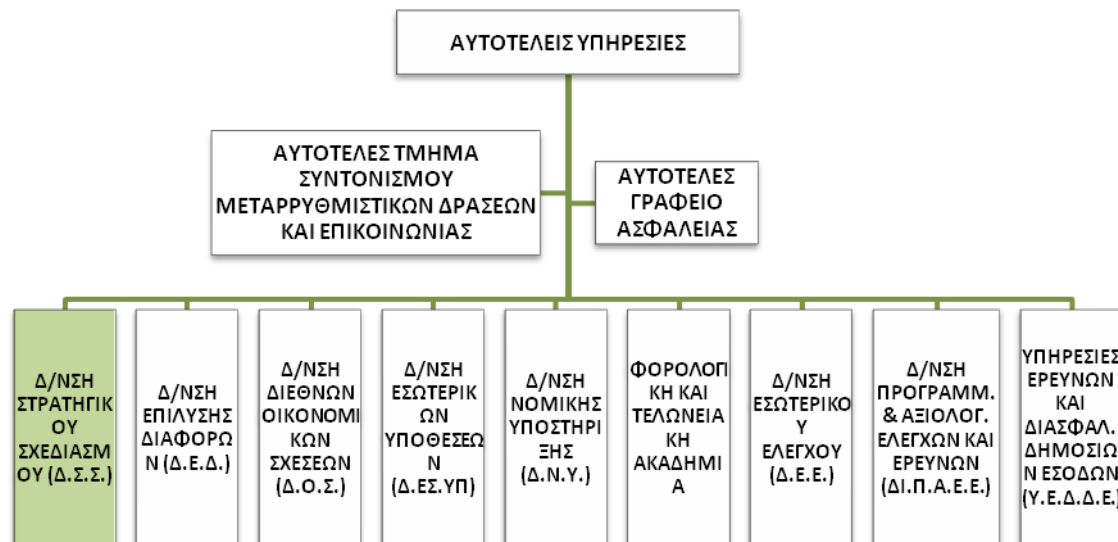 ΑΥΤΟΤΕΛΕΙΣ ΥΠΗΡΕΣΙΕΣ
ΑΥΤΟΤΕΛΕΣ ΤΜΗΜΑ
ΣΥΝΤΟΝΙΣΜΟΥ
ΜΕΤΑΡΡΥΘΜΙΣΤΙΚΩΝ ΔΡΑΣΕΩΝ
ΚΑΙ ΕΠΙΚΟΙΝΩΝΙΑΣ
ΑΥΤΟΤΕΛΕΣ
ΓΡΑΦΕΙΟ
ΑΣΦΑΛΕΙΑΣ
Δ/ΝΣΗ
ΣΤΡΑΤΗΓΙΚ
ΟΥ
ΣΧΕΔΙΑΣΜ
ΟΥ (Δ.Σ.Σ.)
Δ/ΝΣΗ
ΕΠΙΛΥΣΗΣ
ΔΙΑΦΟΡΩ
Ν (Δ.Ε.Δ.)
Δ/ΝΣΗ
ΔΙΕΘΝΩΝ
ΟΙΚΟΝΟΜΙ
ΚΩΝ
ΣΧΕΣΕΩΝ
(Δ.Ο.Σ.)
Δ/ΝΣΗ
ΕΣΩΤΕΡΙΚ
ΩΝ
ΥΠΟΘΕΣΕΩ
Ν
(Δ.ΕΣ.ΥΠ)
Δ/ΝΣΗ
ΝΟΜΙΚΗΣ
ΥΠΟΣΤΗΡΙ
ΞΗΣ
(Δ.Ν.Υ.)
ΦΟΡΟΛΟΓΙ
ΚΗ ΚΑΙ
ΤΕΛΩΝΕΙΑ
ΚΗ
ΑΚΑΔΗΜΙ
Α
Δ/ΝΣΗ
ΕΣΩΤΕΡΙΚΟ
Υ
ΕΛΕΓΧΟΥ
(Δ.Ε.Ε.)
Δ/ΝΣΗ
ΠΡΟΓΡΑΜΜ.
& ΑΞΙΟΛΟΓ.
ΕΛΕΓΧΩΝ ΚΑΙ
ΕΡΕΥΝΩΝ
(ΔΙ.Π.Α.Ε.Ε.)
ΥΠΗΡΕΣΙΕΣ
ΕΡΕΥΝΩΝ
ΚΑΙ
ΔΙΑΣΦΑΛ.
ΔΗΜΟΣΙΩ
Ν ΕΣΟΔΩΝ
(Υ.Ε.Δ.Δ.Ε.)